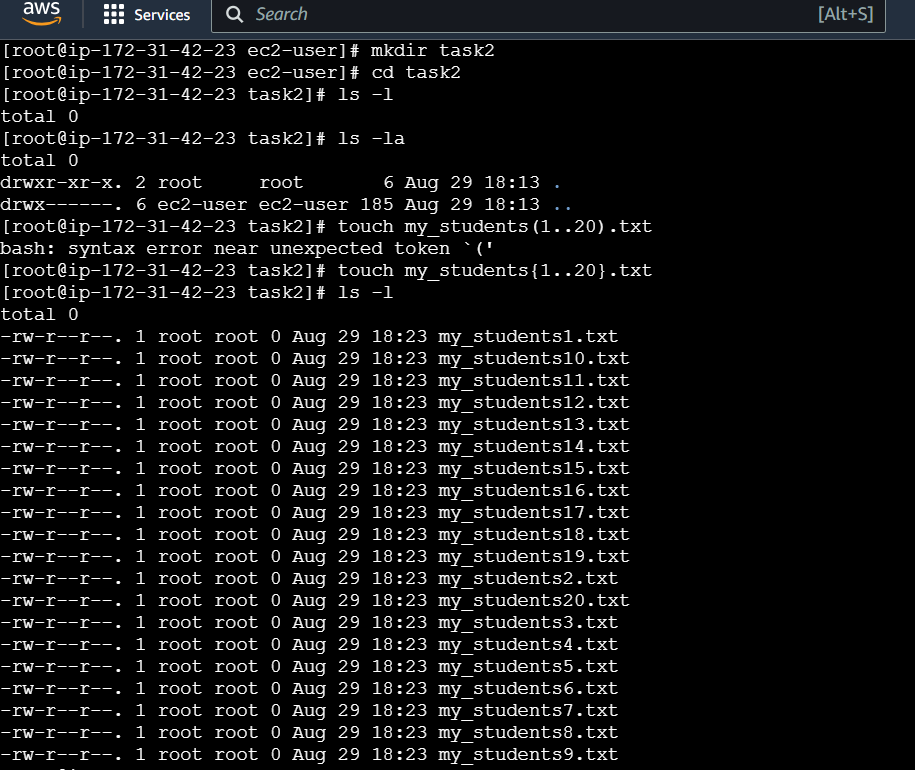 aws
Services
Search
[Alt+S]
[root@ip-172-31-42-23 ec2-user]# mkdir task2
[root@ip-172-31-42-23 ec2-user]# cd task2
[root@ip-172-31-42-23 task2]# ls -l
total 0
[root@ip-172-31-42-23 task2]# ls -la
total 0
drwxr-xr-x. 2 root     root       6 Aug 29 18:13 .
drwx------. 6 ec2-user ec2-user 185 Aug 29 18:13 ..
[root@ip-172-31-42-23 task2]# touch my_students(1..20).txt
bash: syntax error near unexpected token `('
[root@ip-172-31-42-23 task2]# touch my_students{1..20}.txt
[root@ip-172-31-42-23 task2]# ls -l
total 0
-rw-r--r--. 1 root root 0 Aug 29 18:23 my_students1.txt
-rw-r--r--. 1 root root 0 Aug 29 18:23 my_students10.txt
-rw-r--r--. 1 root root 0 Aug 29 18:23 my_students11.txt
-rw-r--r--. 1 root root 0 Aug 29 18:23 my_students12.txt
-rw-r--r--. 1 root root 0 Aug 29 18:23 my_students13.txt
-rw-r--r--. 1 root root 0 Aug 29 18:23 my_students14.txt
-rw-r--r--. 1 root root 0 Aug 29 18:23 my_students15.txt
-rw-r--r--. 1 root root 0 Aug 29 18:23 my_students16.txt
-rw-r--r--. 1 root root 0 Aug 29 18:23 my_students17.txt
-rw-r--r--. 1 root root 0 Aug 29 18:23 my_students18.txt
-rw-r--r--. 1 root root 0 Aug 29 18:23 my_students19.txt
-rw-r--r--. 1 root root 0 Aug 29 18:23 my_students2.txt
-rw-r--r--. 1 root root 0 Aug 29 18:23 my_students20.txt
-rw-r--r--. 1 root root 0 Aug 29 18:23 my_students3.txt
-rw-r--r--. 1 root root 0 Aug 29 18:23 my_students4.txt
-rw-r--r--. 1 root root 0 Aug 29 18:23 my_students5.txt
-rw-r--r--. 1 root root 0 Aug 29 18:23 my_students6.txt
-rw-r--r--. 1 root root 0 Aug 29 18:23 my_students7.txt
-rw-r--r--. 1 root root 0 Aug 29 18:23 my_students8.txt
-rw-r--r--. 1 root root 0 Aug 29 18:23 my_students9.txt